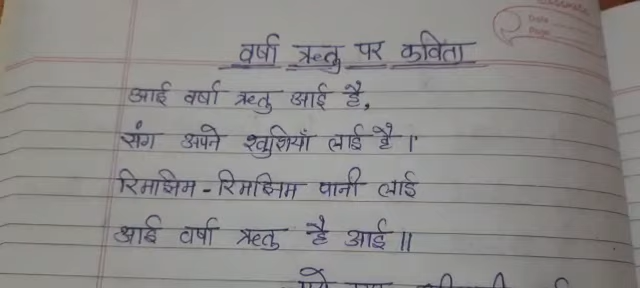 वर्षा ऋतु पर कविता
आई वर्षा ऋतु आई है,
संग अपने खुशियाँ लाई है।
रिमझिम - रिमझिम पानी लाई
आई वर्षा ऋतु है आई॥